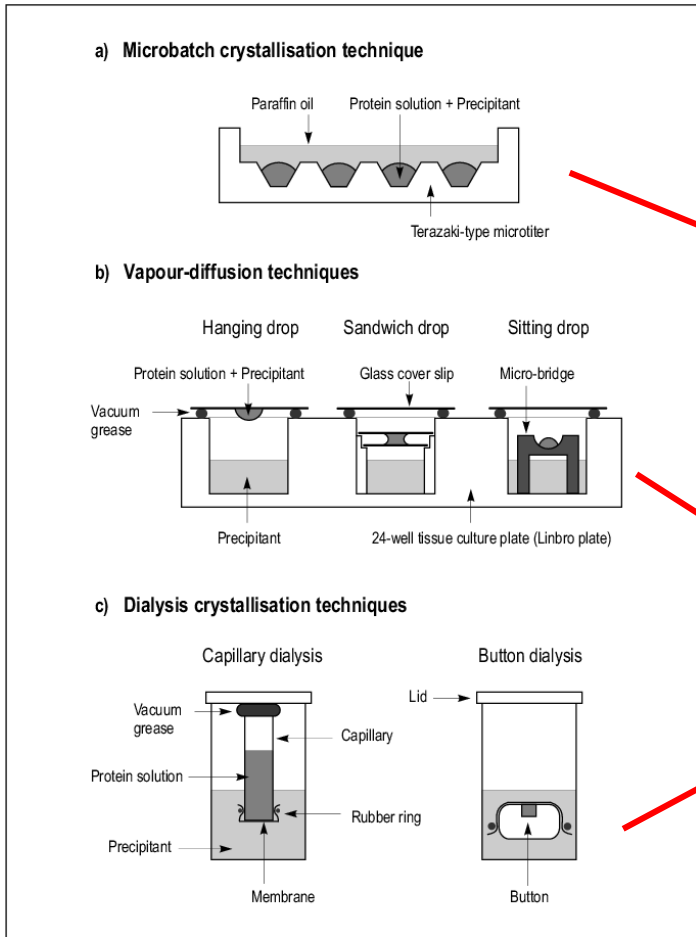 a) Microbatch crystallisation technique
Paraffin oil
Protein solution + Precipitant
Terazaki-type microtiter
b) Vapour-diffusion techniques
Hanging drop
Sandwich drop
Sitting drop
Protein solution + Precipitant
Glass cover slip
Micro-bridge
Vacuum
grease
Precipitant
24-well tissue culture plate (Linbro plate)
c) Dialysis crystallisation techniques
Capillary dialysis
Button dialysis
Lid
Vacuum
grease
Capillary
Protein solution
Rubber ring
Precipitant
Membrane
Button